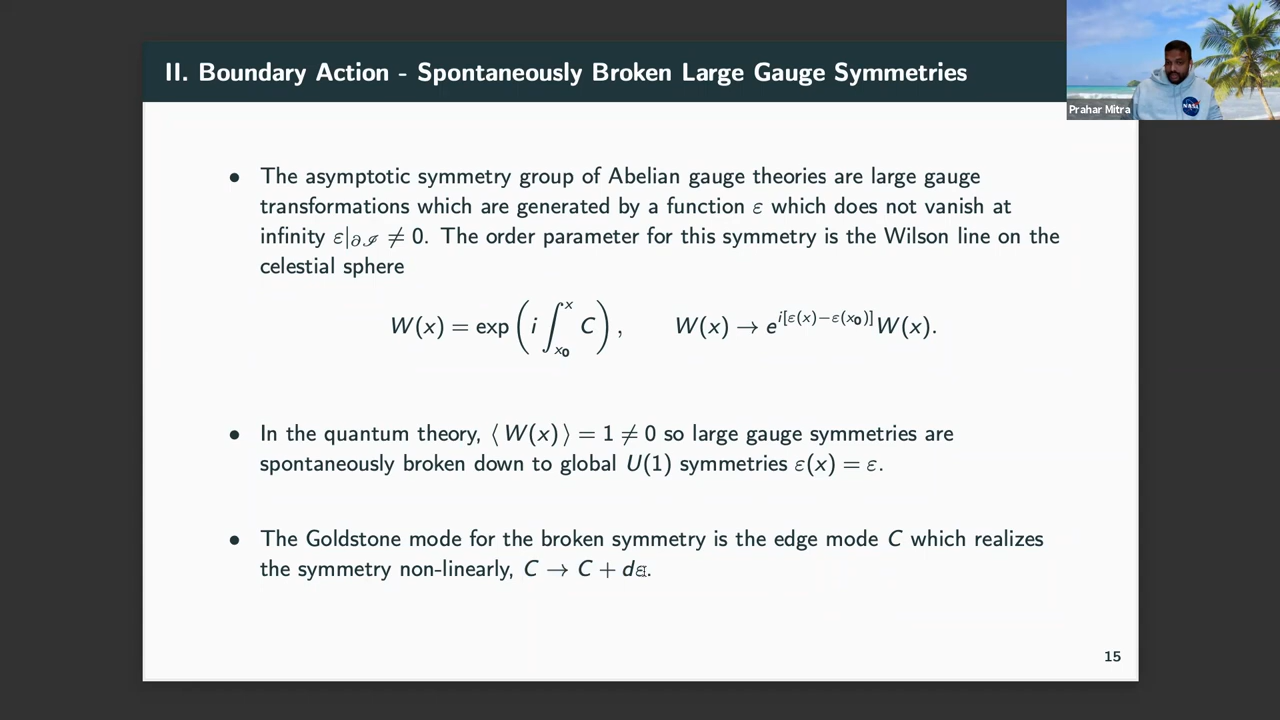 II. Boundary Action - Spontaneously Broken Large Gauge Symmetries
Prahar Mitra
NASA
• The asymptotic symmetry group of Abelian gauge theories are large gauge
transformations which are generated by a function ε which does not vanish at
infinity ε|∂ℐ ≠ 0. The order parameter for this symmetry is the Wilson line on the
celestial sphere
W(x) = exp(i ∫_{x₀}^{x} C), W(x) → e^{i[ε(x)−ε(x₀)]}W(x).
• In the quantum theory, ⟨W(x)⟩ = 1 ≠ 0 so large gauge symmetries are
spontaneously broken down to global U(1) symmetries ε(x) = ε.
• The Goldstone mode for the broken symmetry is the edge mode C which realizes
the symmetry non-linearly, C → C + dε.
15